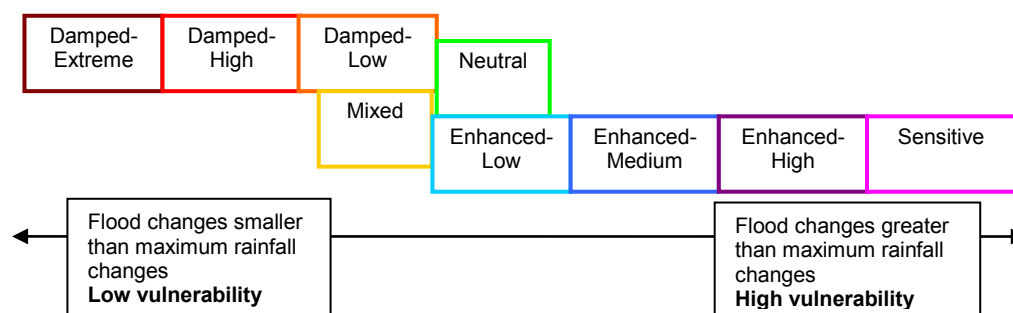 Damped-
Extreme
Damped-
High
Damped-
Low
Neutral
Mixed
Enhanced-
Low
Enhanced-
Medium
Enhanced-
High
Sensitive
Flood changes smaller
than maximum rainfall
changes
Low vulnerability
Flood changes greater
than maximum rainfall
changes
High vulnerability